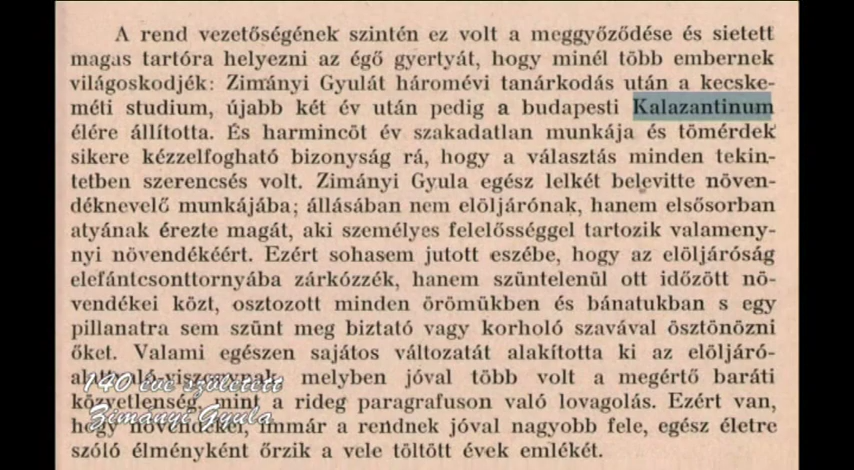 A rend vezetőségének szintén ez volt a meggyőződése és sietett
magas tartóra helyezni az égő gyertyát, hogy minél több embernek
világoskodjék: Zimányi Gyulát háromévi tanárkodás után a kecske-
méti studium, újabb két év után pedig a budapesti Kalazantinum
élére állította. És harmincöt év szakadatlan munkája és tömérdek
sikere kézzelfogható bizonyság rá, hogy a választás minden tekin-
tetben szerencsés volt. Zimányi Gyula egész lelkét belevitte növen-
déknevelő munkájába; állásában nem elöljárónak, hanem elsősorban
atyának érezte magát, aki személyes felelősséggel tartozik valameny-
nyi növendékéért. Ezért sohasem jutott eszébe, hogy az elöljáróság
elefántcsonttornyába zárkózzék, hanem szüntelenül ott időzött nö-
vendékei közt, osztozott minden örömükben és bánatukban s egy
pillanatra sem szünt meg biztató vagy korholó szavával ösztönözni
őket. Valami egészen sajátos változatát alakította ki az elöljáró-
melyben jóval több volt a megértő baráti
közvetlenség, mint a rideg paragrafuson való lovagolás. Ezért van,
hogy növendékei, immár a rendnek jóval nagyobb fele, egész életre
szóló élményként őrzik a vele töltött évek emlékét.
140 éve született
Zimányi Gyula